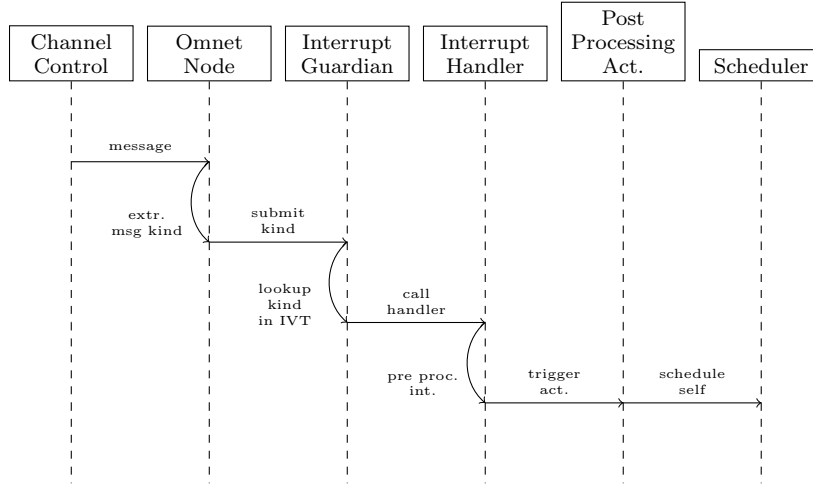 Channel
Control
Omnet
Node
Interrupt
Guardian
Interrupt
Handler
Post
Processing
Act.
Scheduler
message
extr.
msg kind
submit
kind
lookup
kind
in IVT
call
handler
pre proc.
int.
trigger
act.
schedule
self